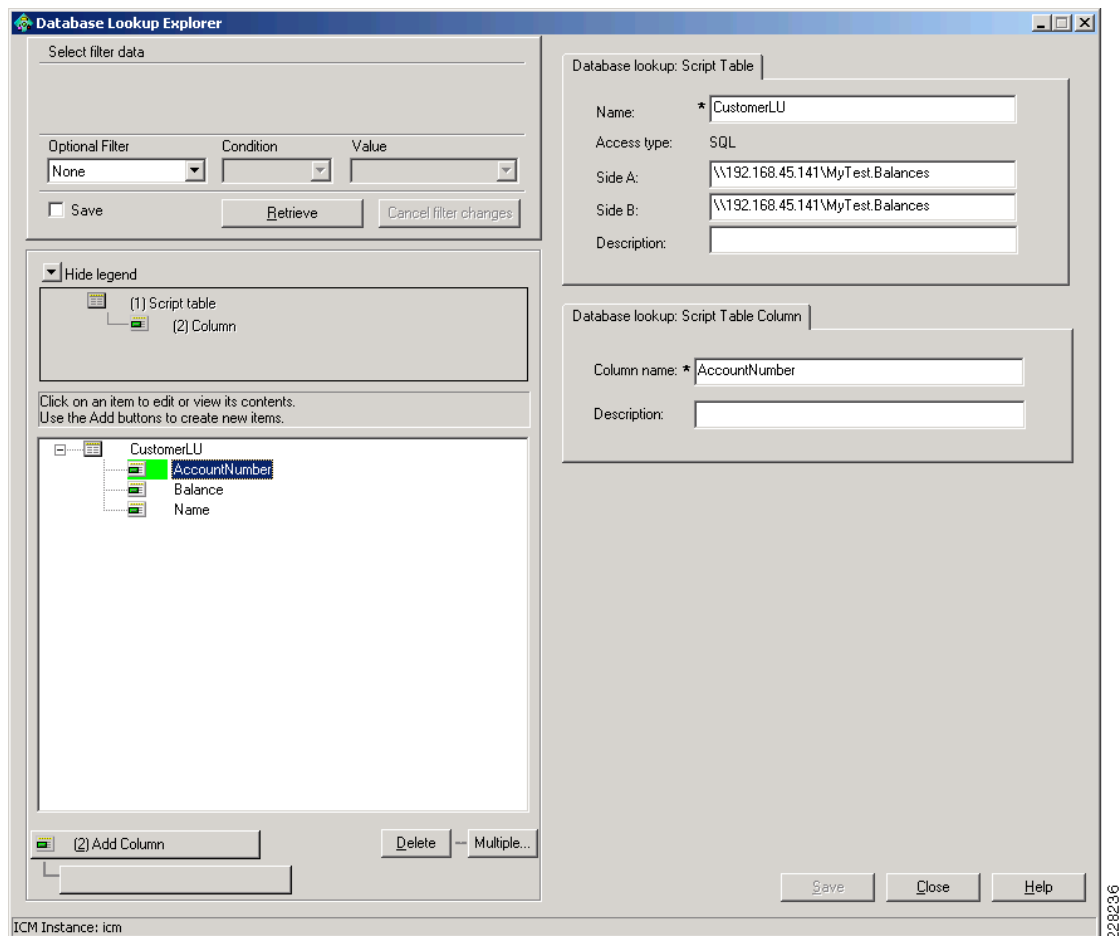 Database Lookup Explorer
Select filter data
Optional Filter Condition Value
None
Save Retrieve Cancel filter changes
Hide legend
(1) Script table
(2) Column
Click on an item to edit or view its contents.
Use the Add buttons to create new items.
CustomerLU
AccountNumber
Balance
Name
(2) Add Column Delete Multiple...
Database lookup: Script Table
Name: * CustomerLU
Access type: SQL
Side A: \\192.168.45.141\MyTest.Balances
Side B: \\192.168.45.141\MyTest.Balances
Description:
Database lookup: Script Table Column
Column name: * AccountNumber
Description:
Save Close Help
ICM Instance: icm
228236